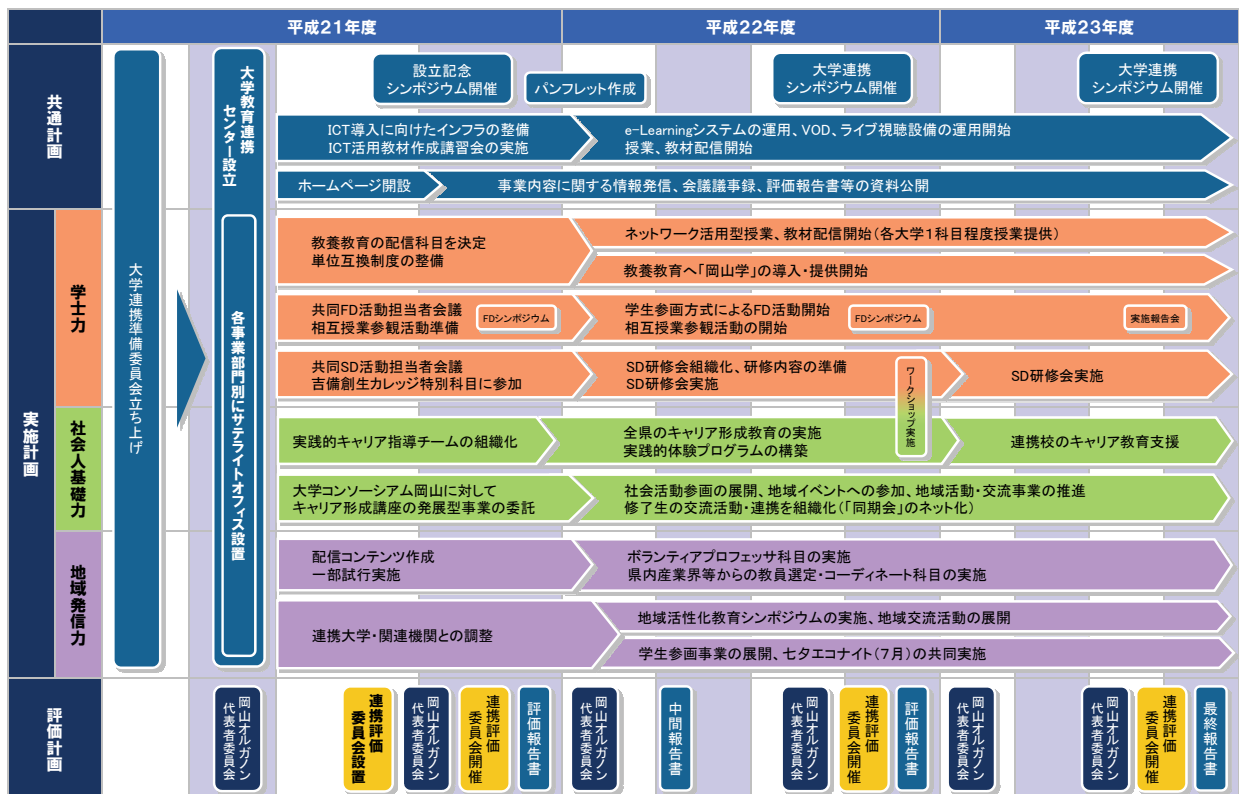 平成21年度
平成22年度
平成23年度
共通計画
大学連携準備委員会立ち上げ
大学教育連携
センター設立
各事業部門別にサテライトオフィス設置
設立記念
シンポジウム開催
パンフレット作成
大学連携
シンポジウム開催
大学連携
シンポジウム開催
ICT導入に向けたインフラの整備
ICT活用教材作成講習会の実施
e-Learningシステムの運用、VOD、ライブ視聴設備の運用開始
授業、教材配信開始
ホームページ開設
事業内容に関する情報発信、会議議事録、評価報告書等の資料公開
実施計画
学士力
教養教育の配信科目を決定
単位互換制度の整備
ネットワーク活用型授業、教材配信開始(各大学1科目程度授業提供)
教養教育へ「岡山学」の導入・提供開始
共同FD活動担当者会議
相互授業参観活動準備
FDシンポジウム
学生参画方式によるFD活動開始
相互授業参観活動の開始
FDシンポジウム
実施報告会
共同SD活動担当者会議
吉備創生カレッジ特別科目に参加
SD研修会組織化、研修内容の準備
SD研修会実施
ワークショップ実施
SD研修会実施
社会人基礎力
実践的キャリア指導チームの組織化
全県のキャリア形成教育の実施
実践的体験プログラムの構築
連携校のキャリア教育支援
大学コンソーシアム岡山に対して
キャリア形成講座の発展型事業の委託
社会活動参画の展開、地域イベントへの参加、地域活動・交流事業の推進
修了生の交流活動・連携を組織化(「同期会」のネット化)
地域発信力
配信コンテンツ作成
一部試行実施
ボランティアプロフェッサ科目の実施
県内産業界等からの教員選定・コーディネート科目の実施
連携大学・関連機関との調整
地域活性化教育シンポジウムの実施、地域交流活動の展開
学生参画事業の展開、七夕エコナイト(7月)の共同実施
評価計画
岡山オルガノン
代表者委員会
連携評価
委員会設置
岡山オルガノン
代表者委員会
連携評価
委員会開催
評価報告書
岡山オルガノン
代表者委員会
中間報告書
岡山オルガノン
代表者委員会
連携評価
委員会開催
評価報告書
岡山オルガノン
代表者委員会
岡山オルガノン
代表者委員会
連携評価
委員会開催
最終報告書